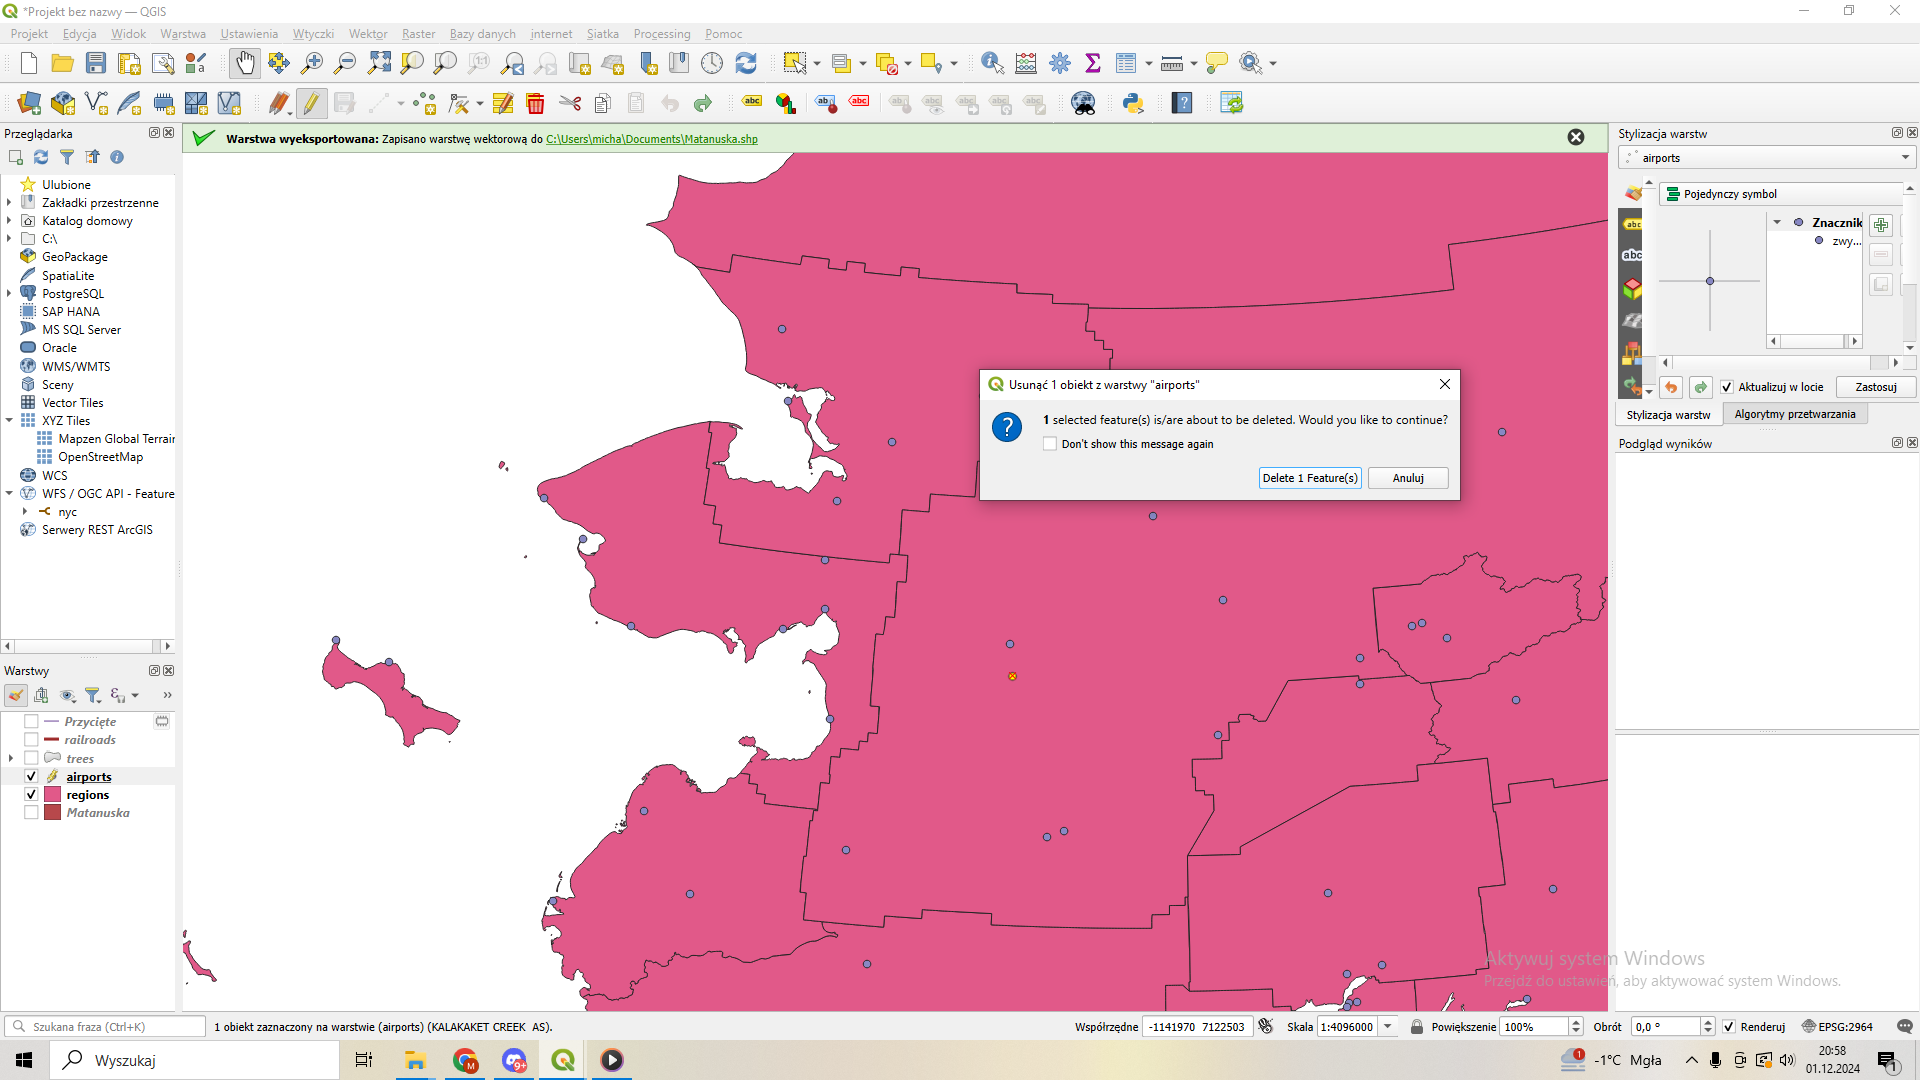 *Projekt bez nazwy — QGIS
Projekt Edycja Widok Warstwa Ustawienia Wtyczki Wektor Raster Bazy danych internet Siatka Processing Pomoc
Przeglądarka
Ulubione
Zakładki przestrzenne
Katalog domowy
C:\
GeoPackage
SpatiaLite
PostgreSQL
SAP HANA
MS SQL Server
Oracle
WMS/WMTS
Sceny
Vector Tiles
XYZ Tiles
Mapzen Global Terrain
OpenStreetMap
WCS
WFS / OGC API - Feature
nyc
Serwery REST ArcGIS
Warstwy
Przycięte
railroads
trees
airports
regions
Matanuska
Warstwa wyeksportowana: Zapisano warstwę wektorową do C:\Users\micha\Documents\Matanuska.shp
Usunąć 1 obiekt z warstwy "airports"
1 selected feature(s) is/are about to be deleted. Would you like to continue?
Don't show this message again
Delete 1 Feature(s) Anuluj
Stylizacja warstw
airports
Pojedynczy symbol
Znacznik
zwy...
Aktualizuj w locie Zastosuj
Stylizacja warstw Algorytmy przetwarzania
Podgląd wyników
Aktywuj system Windows
Przejdź do ustawień, aby aktywować system Windows.
Szukana fraza (Ctrl+K) 1 obiekt zaznaczony na warstwie (airports) (KALAKAKET CREEK AS). Współrzędne -1141970 7122503 Skala 1:4096000 Powiększenie 100% Obrót 0,0 ° Renderuj EPSG:2964
Wyszukaj
-1°C Mgła
20:58
01.12.2024